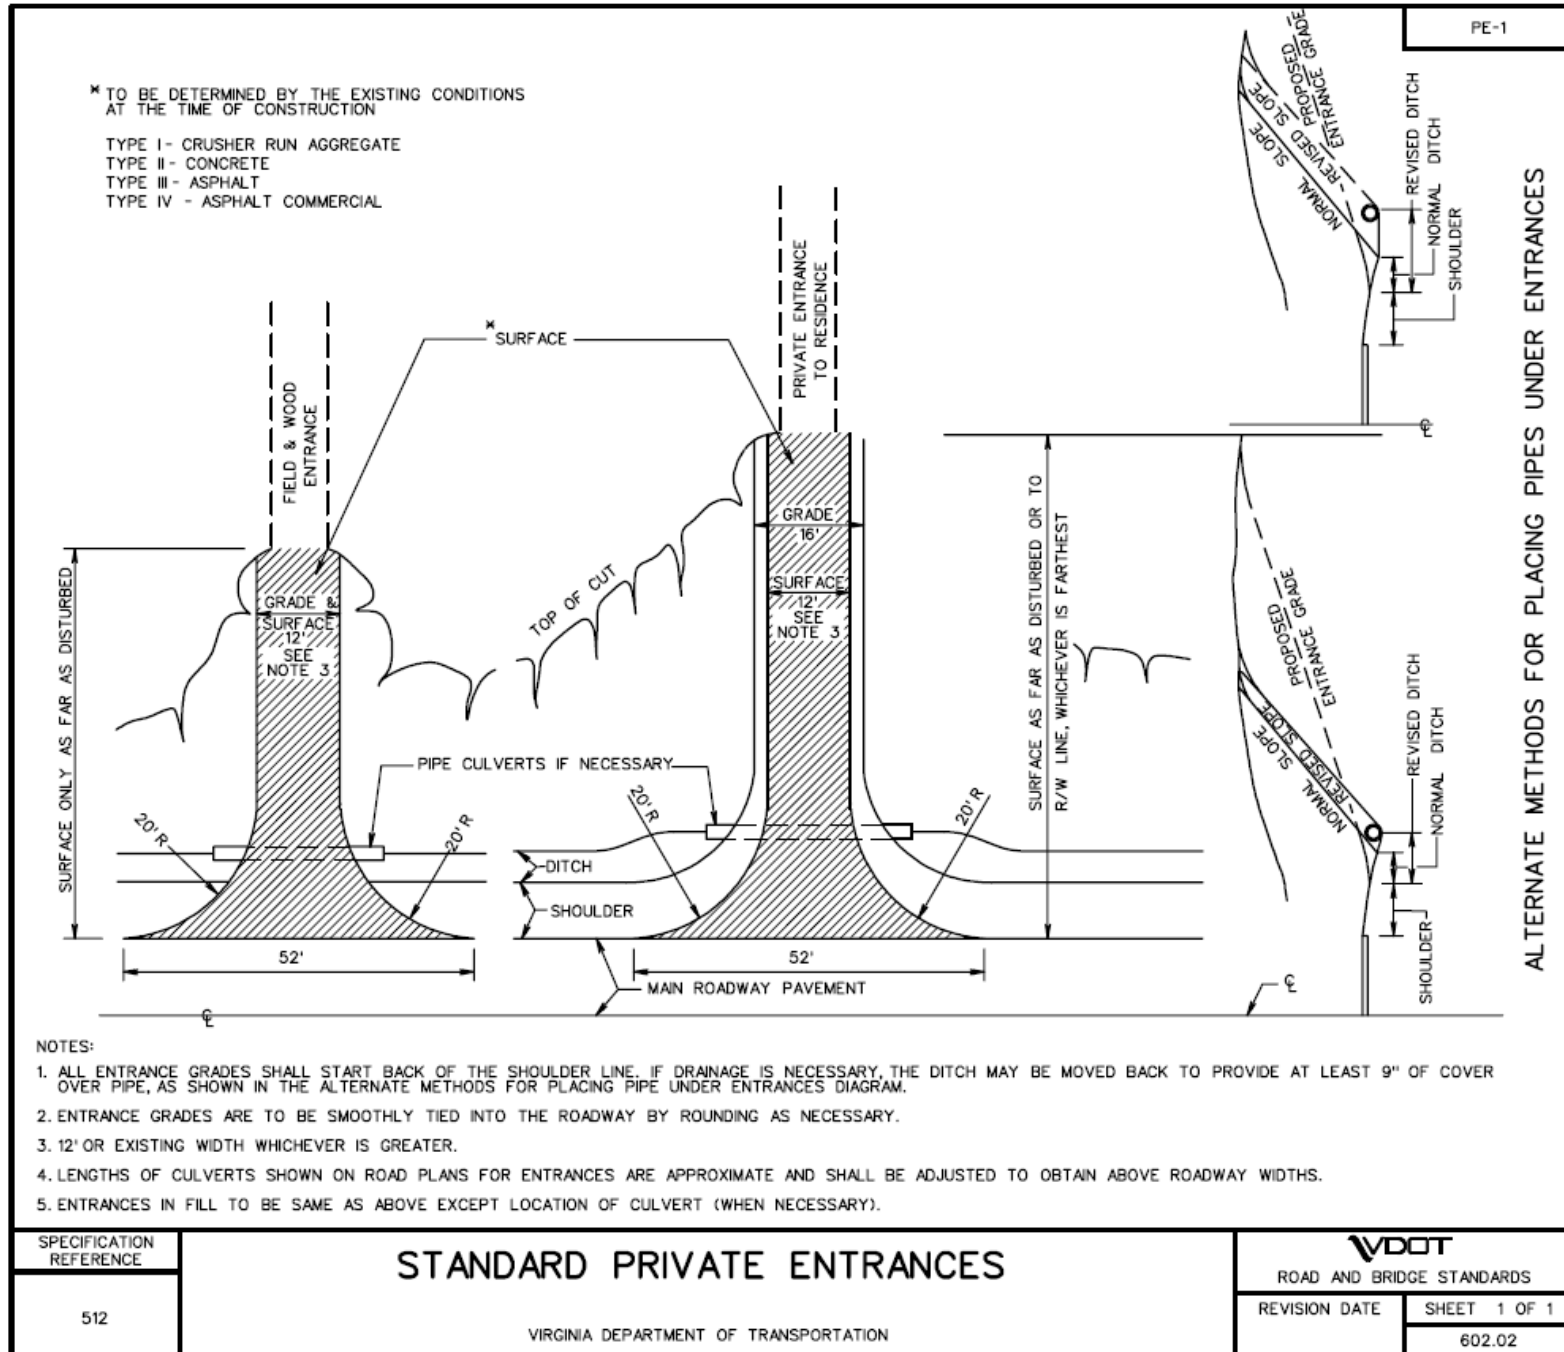 PE-1
* TO BE DETERMINED BY THE EXISTING CONDITIONS
AT THE TIME OF CONSTRUCTION
TYPE I - CRUSHER RUN AGGREGATE
TYPE II - CONCRETE
TYPE III - ASPHALT
TYPE IV - ASPHALT COMMERCIAL
FIELD & WOOD
ENTRANCE
* SURFACE
PRIVATE ENTRANCE
TO RESIDENCE
SURFACE ONLY AS FAR AS DISTURBED
GRADE &
SURFACE
12'
SEE
NOTE 3
TOP OF CUT
GRADE
16'
SURFACE
12'
SEE
NOTE 3
SURFACE AS FAR AS DISTURBED OR TO
R/W LINE, WHICHEVER IS FARTHEST
PIPE CULVERTS IF NECESSARY
20' R
20' R
20' R
20' R
DITCH
SHOULDER
52'
52'
MAIN ROADWAY PAVEMENT
℄
℄
PROPOSED
ENTRANCE GRADE
REVISED SLOPE
NORMAL SLOPE
REVISED DITCH
NORMAL DITCH
SHOULDER
℄
PROPOSED
ENTRANCE GRADE
REVISED SLOPE
NORMAL SLOPE
REVISED DITCH
NORMAL DITCH
SHOULDER
ALTERNATE METHODS FOR PLACING PIPES UNDER ENTRANCES
NOTES:
1. ALL ENTRANCE GRADES SHALL START BACK OF THE SHOULDER LINE. IF DRAINAGE IS NECESSARY, THE DITCH MAY BE MOVED BACK TO PROVIDE AT LEAST 9" OF COVER
OVER PIPE, AS SHOWN IN THE ALTERNATE METHODS FOR PLACING PIPE UNDER ENTRANCES DIAGRAM.
2. ENTRANCE GRADES ARE TO BE SMOOTHLY TIED INTO THE ROADWAY BY ROUNDING AS NECESSARY.
3. 12' OR EXISTING WIDTH WHICHEVER IS GREATER.
4. LENGTHS OF CULVERTS SHOWN ON ROAD PLANS FOR ENTRANCES ARE APPROXIMATE AND SHALL BE ADJUSTED TO OBTAIN ABOVE ROADWAY WIDTHS.
5. ENTRANCES IN FILL TO BE SAME AS ABOVE EXCEPT LOCATION OF CULVERT (WHEN NECESSARY).
SPECIFICATION
REFERENCE
512
STANDARD PRIVATE ENTRANCES
VIRGINIA DEPARTMENT OF TRANSPORTATION
VDOT
ROAD AND BRIDGE STANDARDS
REVISION DATE
SHEET 1 OF 1
602.02